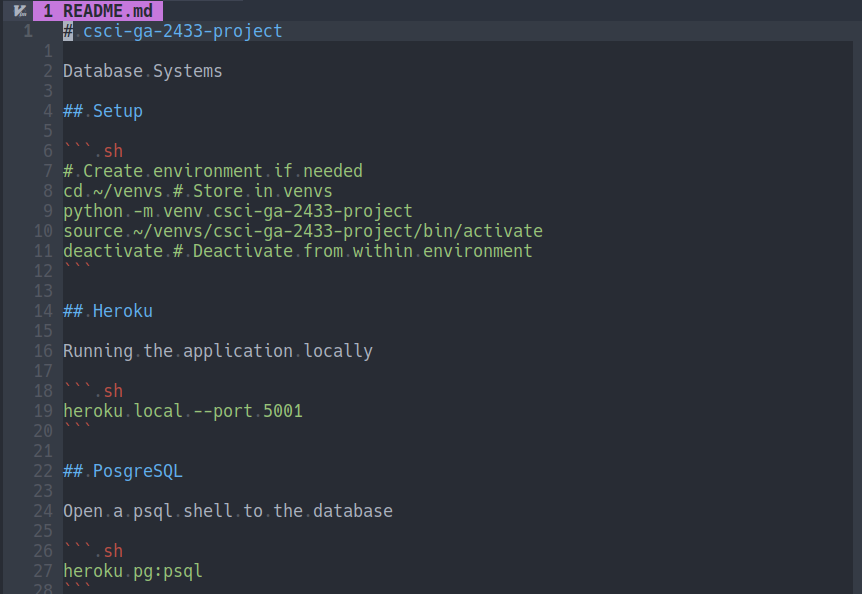 1 README.md
1 # csci-ga-2433-project
1
2 Database Systems
3
4 ## Setup
5
6 ``` sh
7 # Create environment if needed
8 cd ~/venvs # Store in venvs
9 python -m venv csci-ga-2433-project
10 source ~/venvs/csci-ga-2433-project/bin/activate
11 deactivate # Deactivate from within environment
12 ```
13
14 ## Heroku
15
16 Running the application locally
17
18 ``` sh
19 heroku local --port 5001
20 ```
21
22 ## PosgreSQL
23
24 Open a psql shell to the database
25
26 ``` sh
27 heroku pg:psql
28 ```